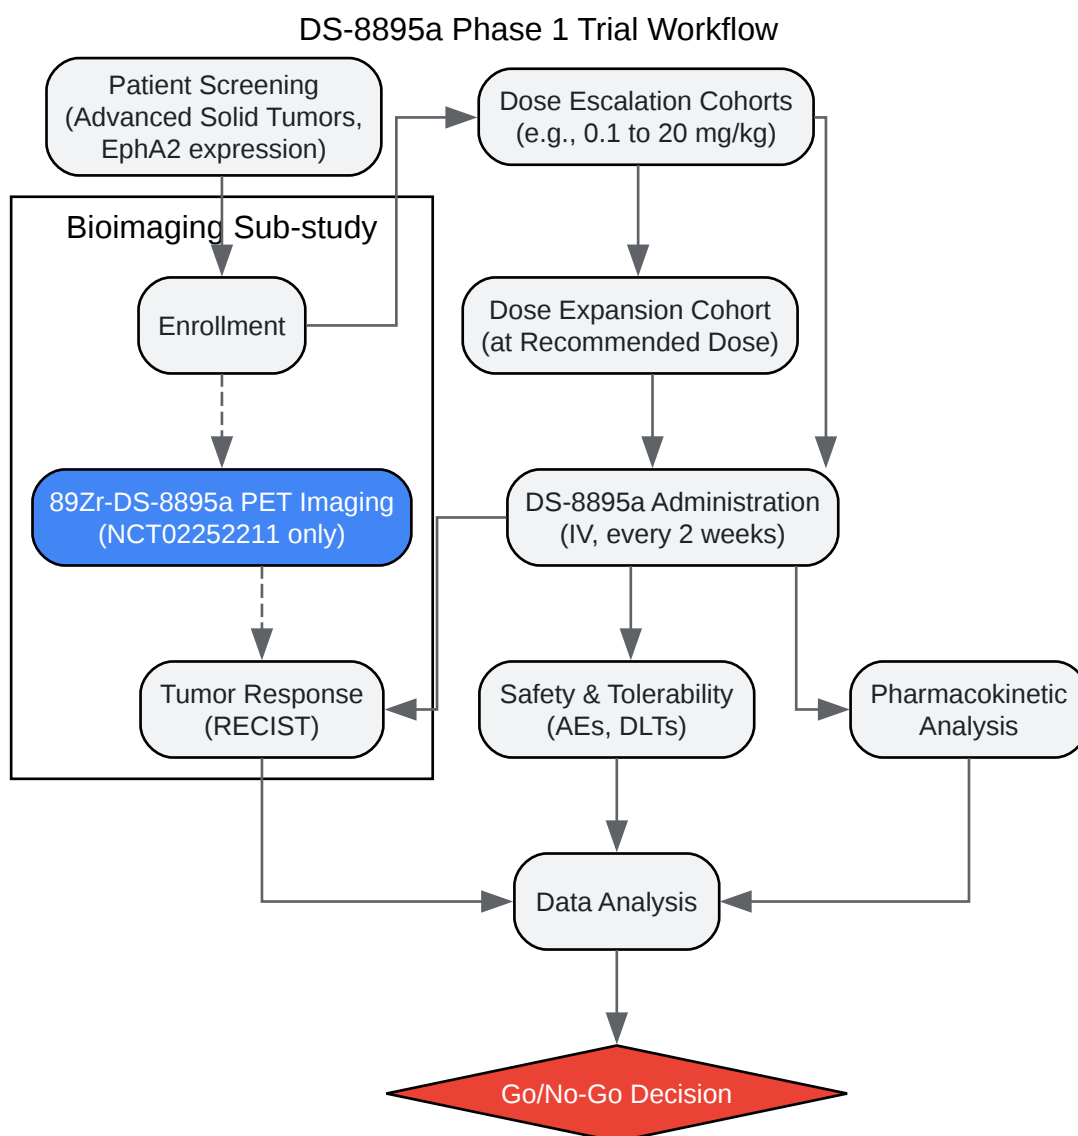 DS-8895a Phase 1 Trial Workflow
Patient Screening
(Advanced Solid Tumors,
EphA2 expression)
Dose Escalation Cohorts
(e.g., 0.1 to 20 mg/kg)
Bioimaging Sub-study
Enrollment
Dose Expansion Cohort
(at Recommended Dose)
89Zr-DS-8895a PET Imaging
(NCT02252211 only)
DS-8895a Administration
(IV, every 2 weeks)
Tumor Response
(RECIST)
Safety & Tolerability
(AEs, DLTs)
Pharmacokinetic
Analysis
Data Analysis
Go/No-Go Decision